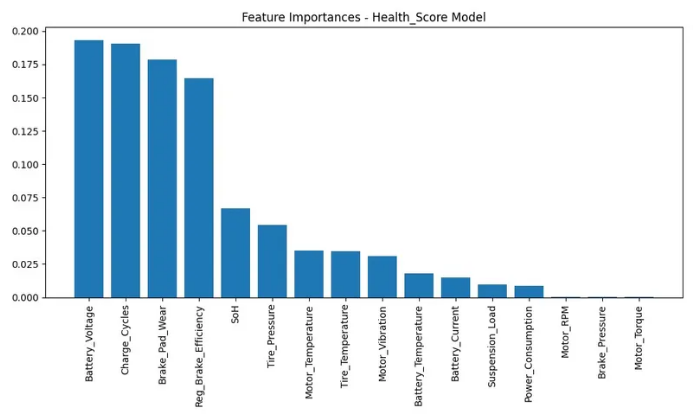 Feature Importances - Health_Score Model
0.200
0.175
0.150
0.125
0.100
0.075
0.050
0.025
0.000
Battery_Voltage
Charge_Cycles
Brake_Pad_Wear
Reg_Brake_Efficiency
SoH
Tire_Pressure
Motor_Temperature
Tire_Temperature
Motor_Vibration
Battery_Temperature
Battery_Current
Suspension_Load
Power_Consumption
Motor_RPM
Brake_Pressure
Motor_Torque